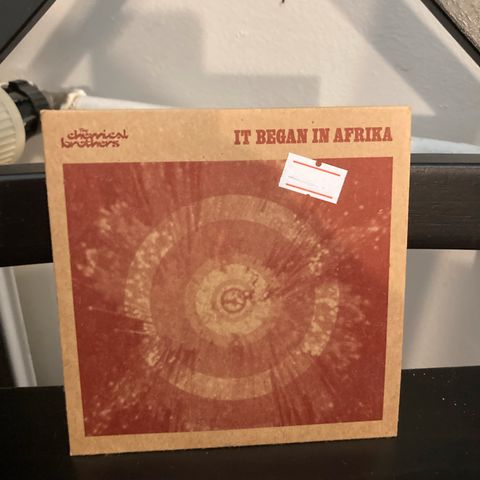 The
chemical
brothers
IT BEGAN IN AFRIKA